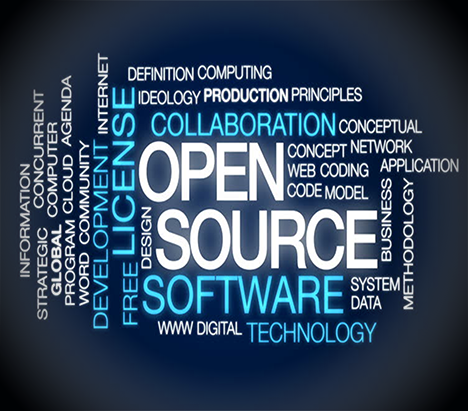 DEFINITION COMPUTING
IDEOLOGY PRODUCTION PRINCIPLES
COLLABORATION
CONCEPTUAL
OPEN
CONCEPT NETWORK
WEB CODING
APPLICATION
CODE MODEL
SOURCE
SOFTWARE
SYSTEM
DATA
WWW DIGITAL
TECHNOLOGY
INFORMATION
STRATEGIC CONCURRENT
GLOBAL COMPUTER
PROGRAM CLOUD AGENDA
WORD COMMUNITY
DEVELOPMENT INTERNET
FREE LICENSE
DESIGN
BUSINESS
METHODOLOGY